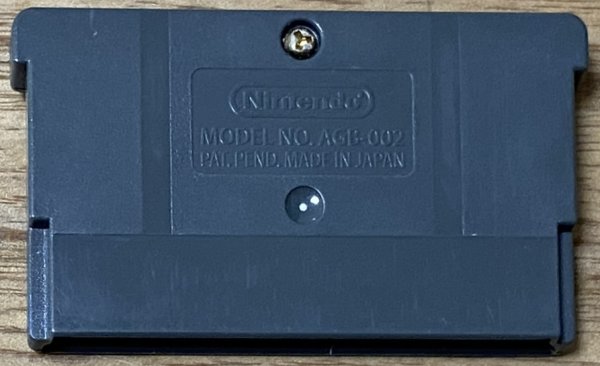 Nintendo
MODEL NO. AGB-002
PAT. PEND. MADE IN JAPAN